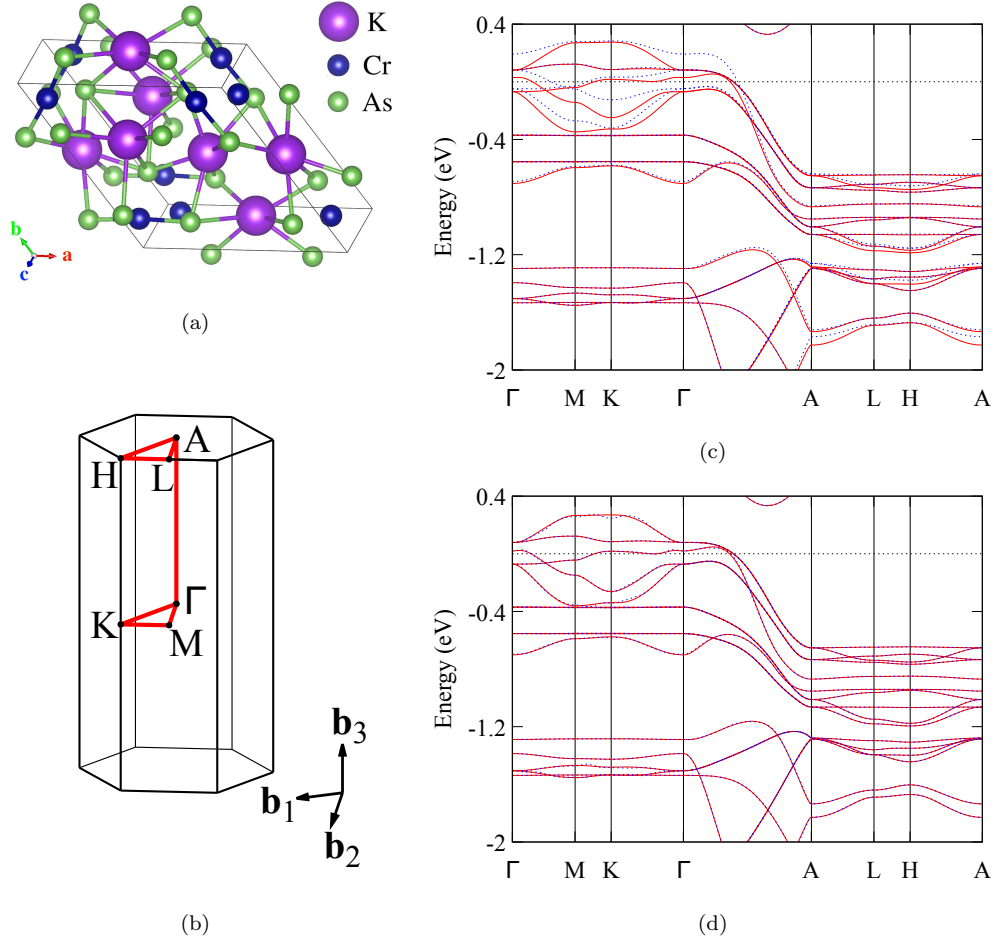 K
Cr
As
b
a
c
(a)
A
H
L
Γ
K
M
b3
b1
b2
(b)
Energy (eV)
0.4
-0.4
-1.2
-2
Γ M K Γ A L H A
(c)
Energy (eV)
0.4
-0.4
-1.2
-2
Γ M K Γ A L H A
(d)